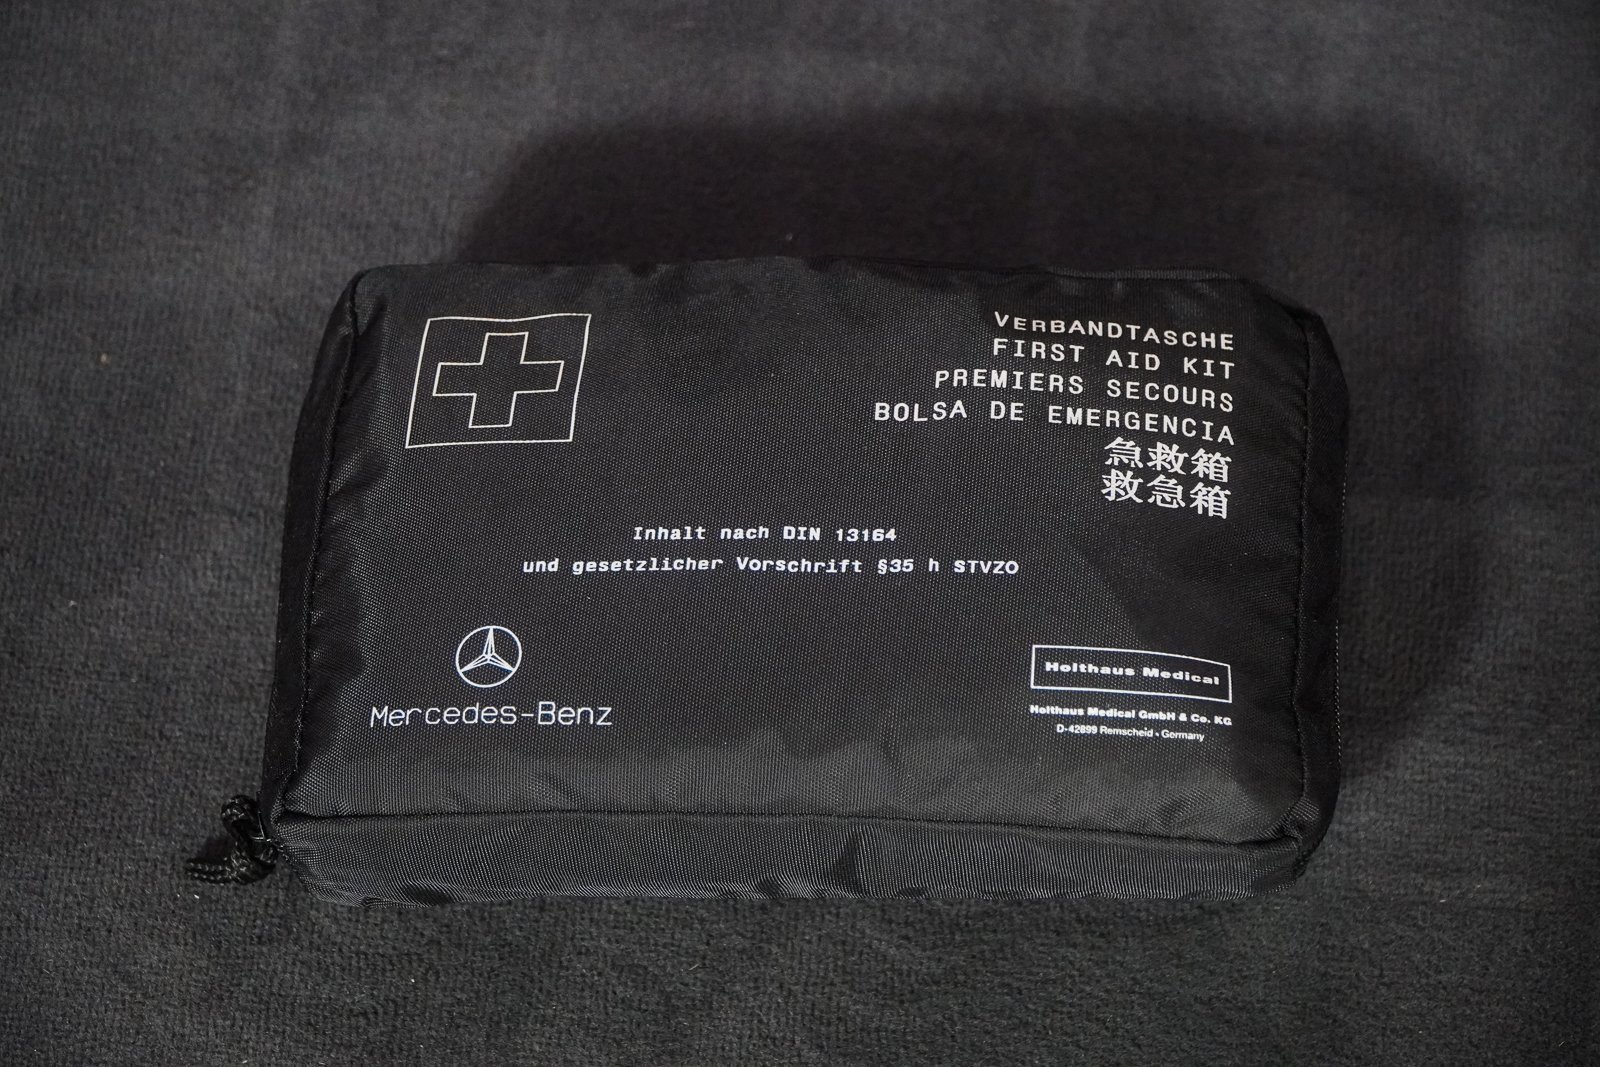 VERBANDTASCHE
FIRST AID KIT
PREMIERS SECOURS
BOLSA DE EMERGENCIA
急救箱
救急箱
Inhalt nach DIN 13164
und gesetzlicher Vorschrift §35 h STVZO
Mercedes-Benz
Holthaus Medical
Holthaus Medical GmbH & Co. KG
D-42899 Remscheid • Germany